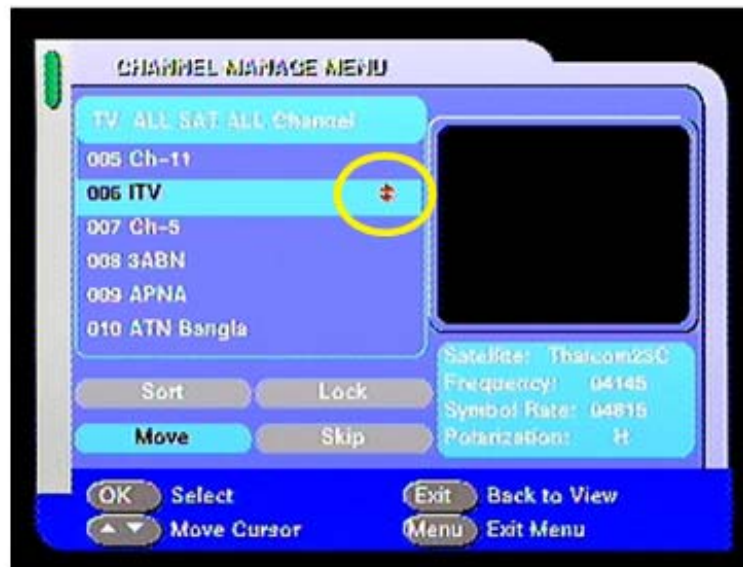 CHANNEL MANAGE MENU
TV ALL SAT ALL Channel
005 Ch-11
006 ITV
007 Ch-5
008 3ABN
009 APNA
010 ATN Bangla
Sort Lock
Move Skip
Satellite: Thaicom23C
Frequency: 04145
Symbol Rate: 04815
Polarization: H
OK Select
Move Cursor
Exit Back to View
Menu Exit Menu